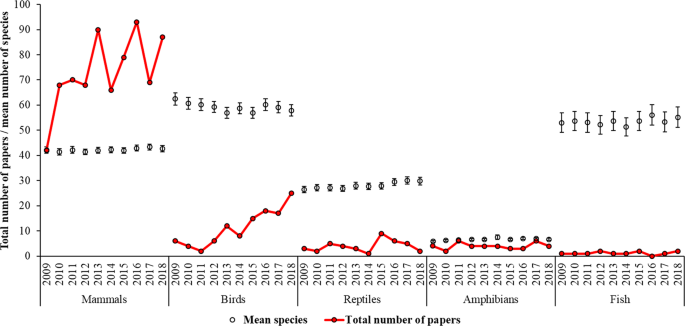 Total number of papers / mean number of species
100
90
80
70
60
50
40
30
20
10
0
2009 2010 2011 2012 2013 2014 2015 2016 2017 2018 2009 2010 2011 2012 2013 2014 2015 2016 2017 2018 2009 2010 2011 2012 2013 2014 2015 2016 2017 2018 2009 2010 2011 2012 2013 2014 2015 2016 2017 2018 2009 2010 2011 2012 2013 2014 2015 2016 2017 2018
Mammals Birds Reptiles Amphibians Fish
Mean species Total number of papers